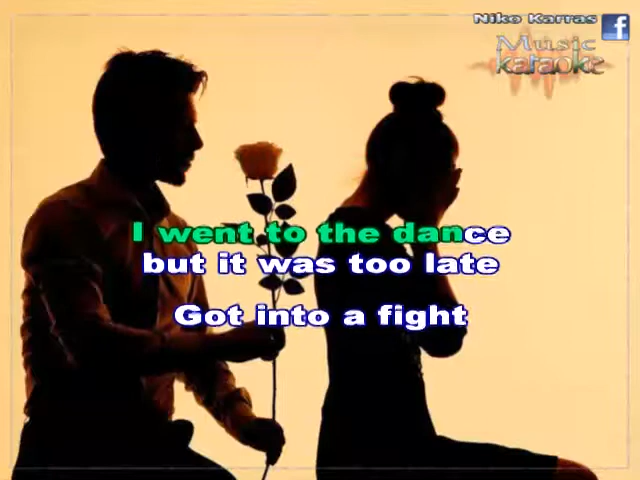 Niko Karras f
Music
karaoke
I went to the dance
but it was too late
Got into a fight